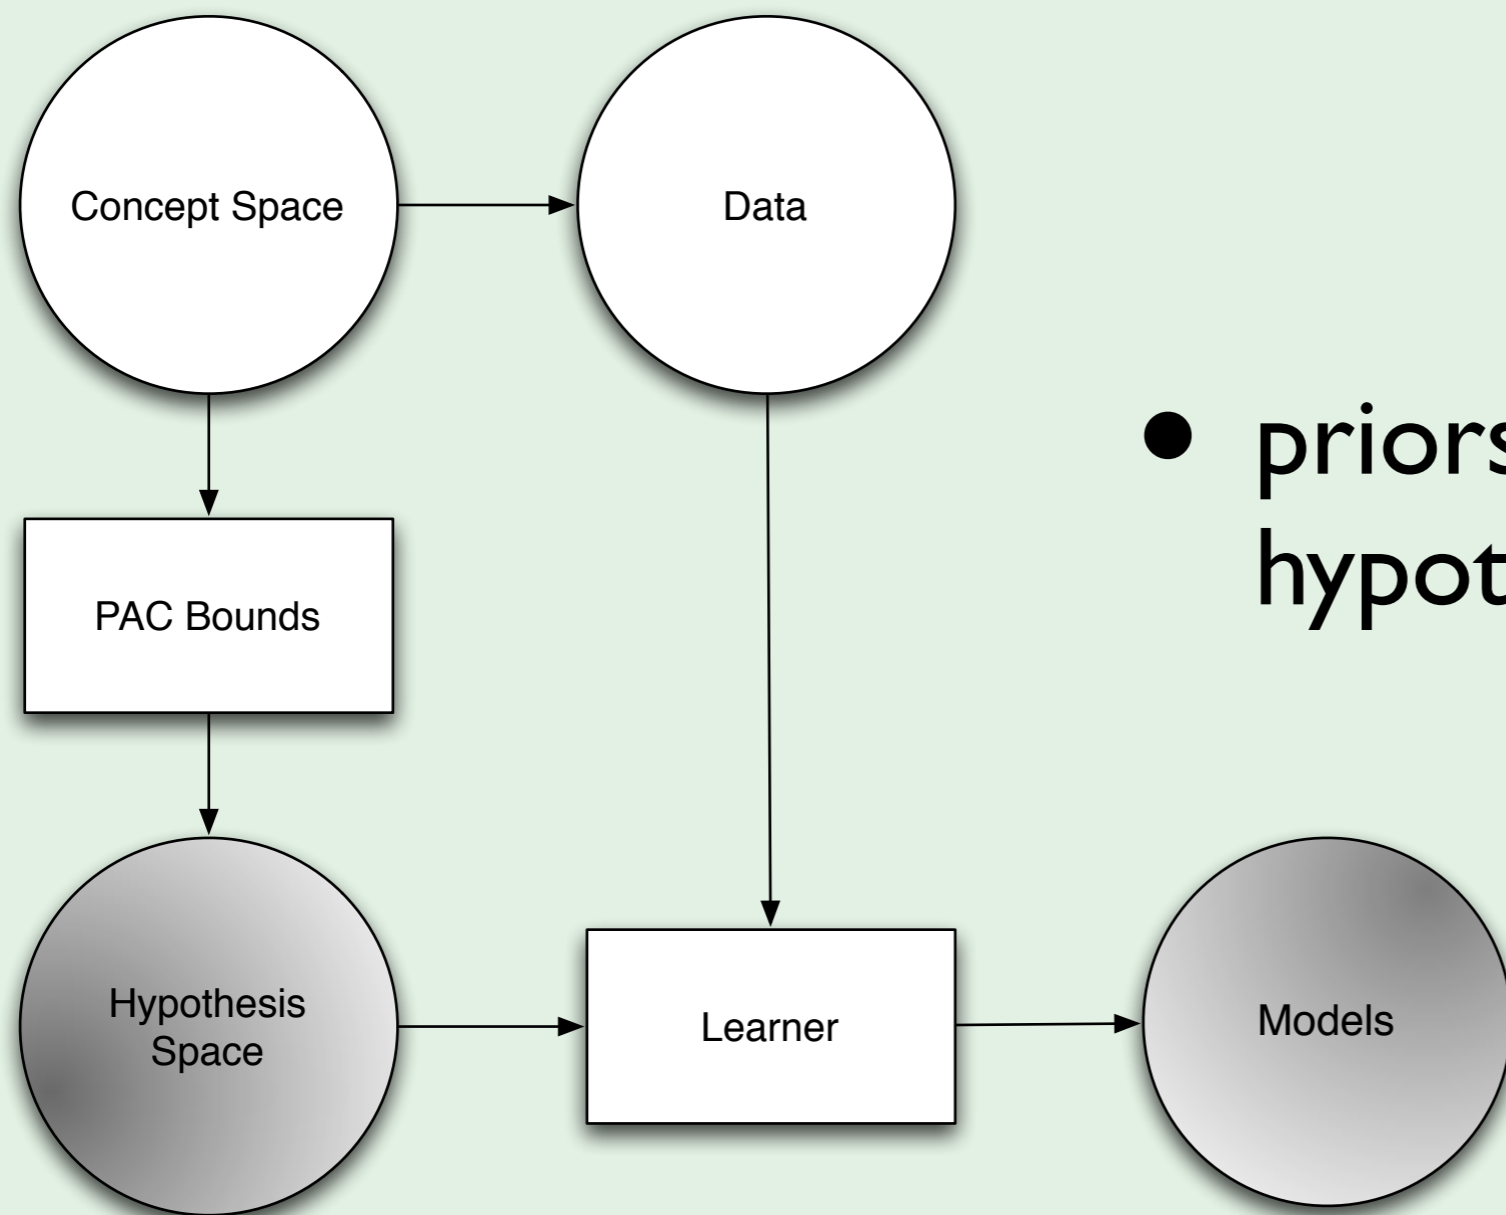 Concept Space
Data
• priors
hypot
PAC Bounds
Hypothesis
Space
Learner
Models